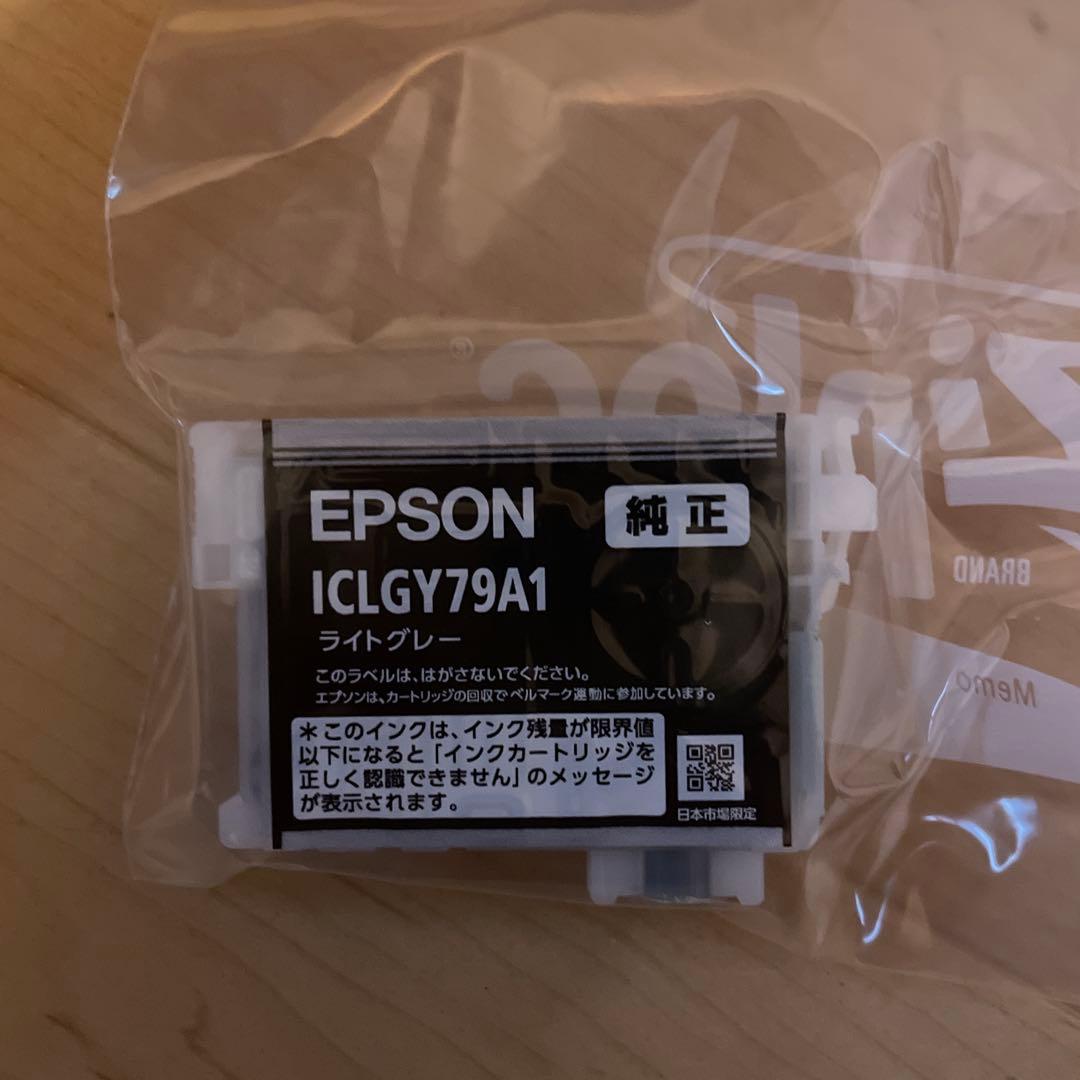 Ziploc
®
BRAND
Memo
EPSON
純正
ICLGY79A1
ライトグレー
このラベルは、はがさないでください。
エプソンは、カートリッジの回収でベルマーク運動に参加しています。
＊このインクは、インク残量が限界値
以下になると「インクカートリッジを
正しく認識できません」のメッセージ
が表示されます。
日本市場限定